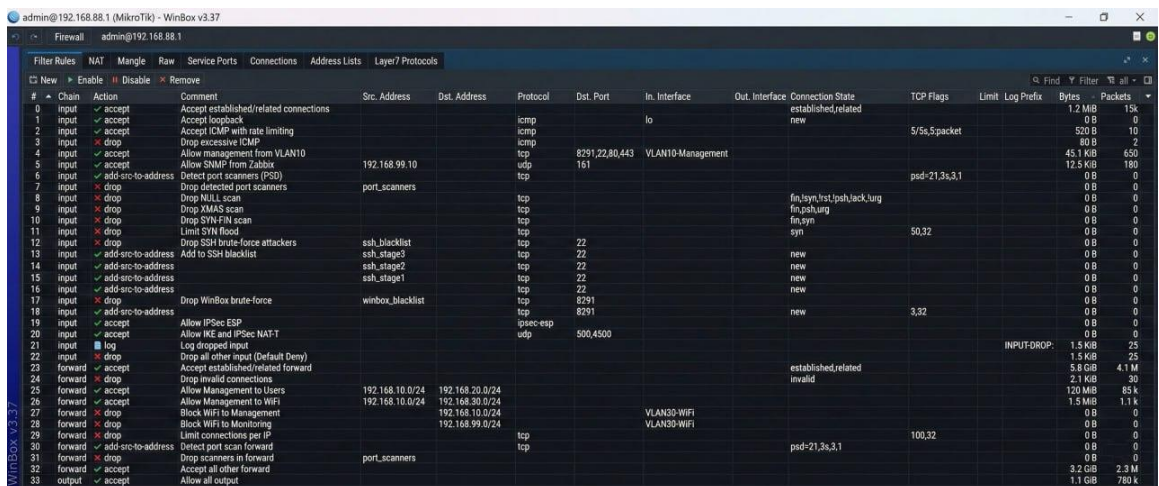 admin@192.168.88.1 (MikroTik) - WinBox v3.37
Firewall admin@192.168.88.1
Filter Rules NAT Mangle Raw Service Ports Connections Address Lists Layer7 Protocols
New Enable Disable Remove Find Filter all
# Chain Action Comment Src. Address Dst. Address Protocol Dst. Port In. Interface Out. Interface Connection State TCP Flags Limit Log Prefix Bytes Packets
0 input accept Accept established/related connections established,related 1.2 MiB 15k
1 input accept Accept loopback icmp lo new 0 B 0
2 input accept Accept ICMP with rate limiting icmp 5/5s,5:packet 520 B 10
3 input drop Drop excessive ICMP icmp 80 B 2
4 input accept Allow management from VLAN10 tcp 8291,22,80,443 VLAN10-Management 45.1 KiB 650
5 input accept Allow SNMP from Zabbix 192.168.99.10 udp 161 12.5 KiB 180
6 input add-src-to-address Detect port scanners (PSD) tcp psd=21,3s,3,1 0 B 0
7 input drop Drop detected port scanners port_scanners 0 B 0
8 input drop Drop NULL scan tcp fin,!syn,!rst,!psh,!ack,!urg 0 B 0
9 input drop Drop XMAS scan tcp fin,psh,urg 0 B 0
10 input drop Drop SYN-FIN scan tcp fin,syn 0 B 0
11 input drop Limit SYN flood tcp syn 50,32 0 B 0
12 input drop Drop SSH brute-force attackers ssh_blacklist tcp 22 0 B 0
13 input add-src-to-address Add to SSH blacklist ssh_stage3 tcp 22 new 0 B 0
14 input add-src-to-address ssh_stage2 tcp 22 new 0 B 0
15 input add-src-to-address ssh_stage1 tcp 22 new 0 B 0
16 input add-src-to-address tcp 22 new 0 B 0
17 input drop Drop WinBox brute-force winbox_blacklist tcp 8291 0 B 0
18 input add-src-to-address tcp 8291 new 3,32 0 B 0
19 input accept Allow IPSec ESP ipsec-esp 0 B 0
20 input accept Allow IKE and IPSec NAT-T udp 500,4500 0 B 0
21 input log Log dropped input INPUT-DROP: 1.5 KiB 25
22 input drop Drop all other input (Default Deny) 1.5 KiB 25
23 forward accept Accept established/related forward established,related 5.8 GiB 4.1 M
24 forward drop Drop invalid connections invalid 2.1 KiB 30
25 forward accept Allow Management to Users 192.168.10.0/24 192.168.20.0/24 120 MiB 85 k
26 forward accept Allow Management to WiFi 192.168.10.0/24 192.168.30.0/24 1.5 MiB 1.1 k
27 forward drop Block WiFi to Management 192.168.10.0/24 VLAN30-WiFi 0 B 0
28 forward drop Block WiFi to Monitoring 192.168.99.0/24 VLAN30-WiFi 0 B 0
29 forward drop Limit connections per IP tcp 100,32 0 B 0
30 forward add-src-to-address Detect port scan forward tcp psd=21,3s,3,1 0 B 0
31 forward drop Drop scanners in forward port_scanners 0 B 0
32 forward accept Accept all other forward 3.2 GiB 2.3 M
33 output accept Allow all output 1.1 GiB 780 k
WinBox v3.37